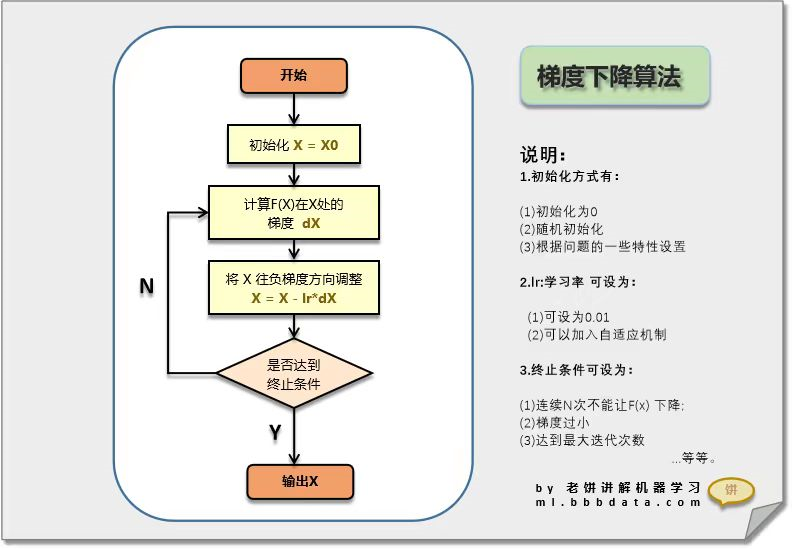 开始
初始化 X = X0
计算F(X)在X处的
梯度 dX
将 X 往负梯度方向调整
X = X - lr*dX
N
是否达到
终止条件
Y
输出X
梯度下降算法
说明：
1.初始化方式有：
(1)初始化为0
(2)随机初始化
(3)根据问题的一些特性设置
2.lr:学习率 可设为：
(1)可设为0.01
(2)可以加入自适应机制
3.终止条件可设为：
(1)连续N次不能让F(x) 下降;
(2)梯度过小
(3)达到最大迭代次数
...等等。
by 老饼讲解机器学习
ml.bbbdata.com
饼